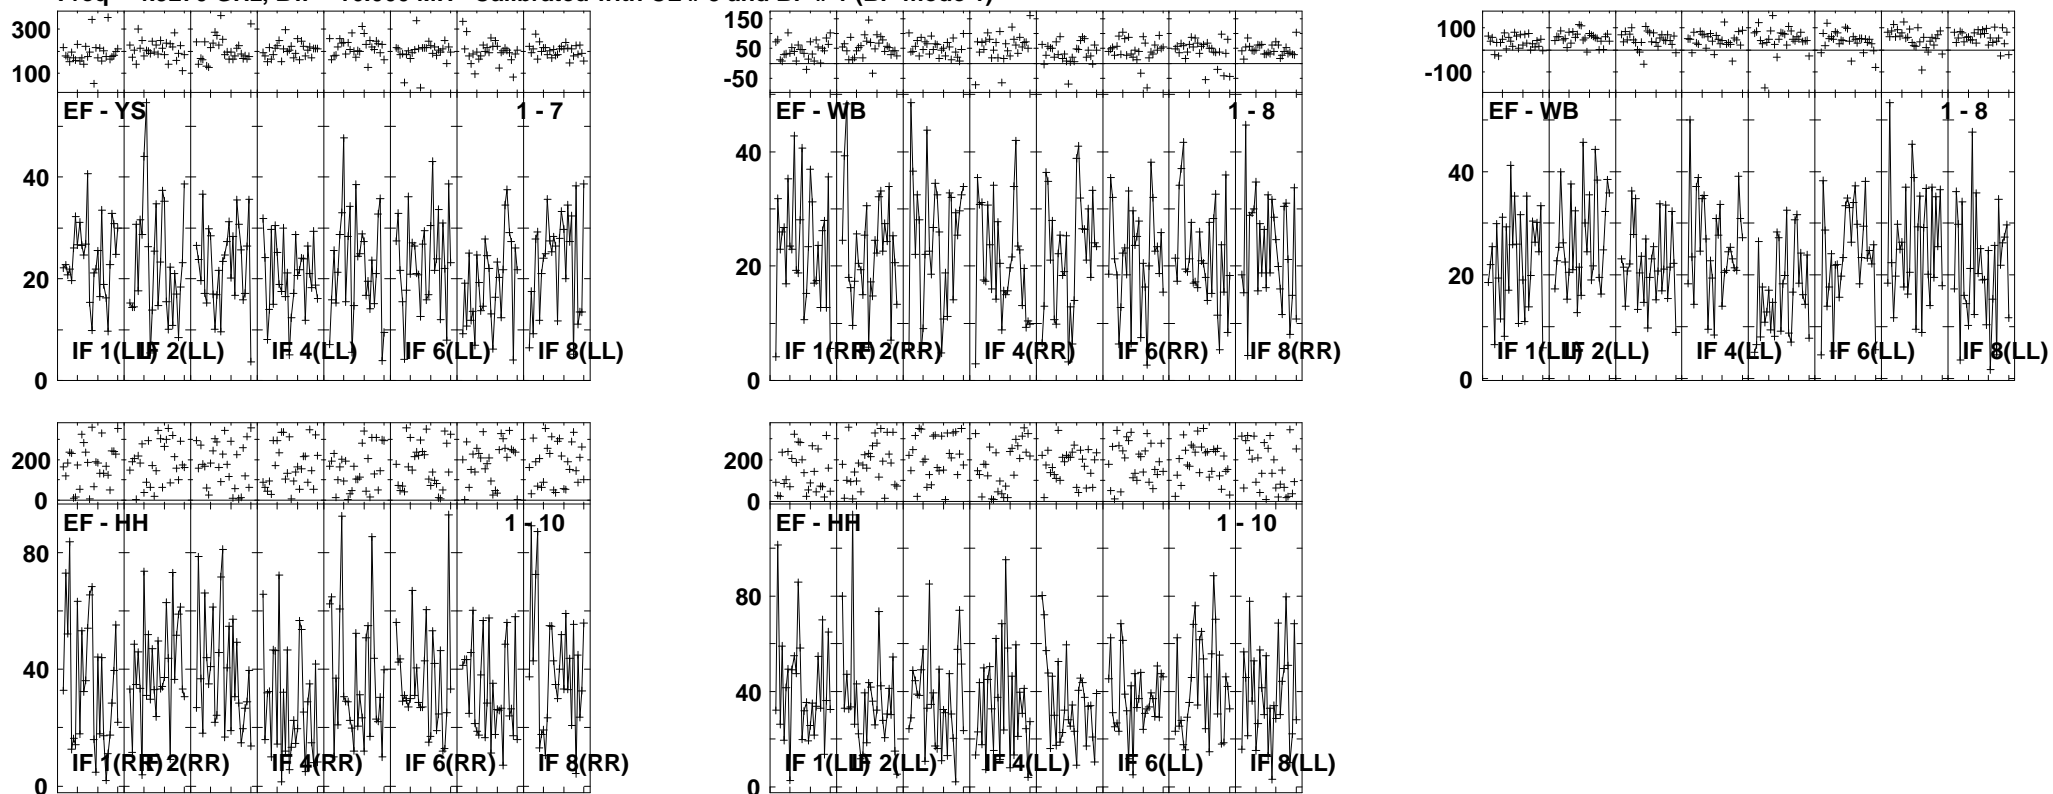 300
100
EF - YS
1 - 7
40
20
0
IF 1(LL)
IF 2(LL)
IF 4(LL)
IF 6(LL)
IF 8(LL)
150
50
-50
EF - WB
1 - 8
40
20
0
IF 1(RR)
IF 2(RR)
IF 4(RR)
IF 6(RR)
IF 8(RR)
100
-100
EF - WB
1 - 8
40
20
0
IF 1(LL)
IF 2(LL)
IF 4(LL)
IF 6(LL)
IF 8(LL)
200
0
EF - HH
1 - 10
80
40
0
IF 1(RR)
IF 2(RR)
IF 4(RR)
IF 6(RR)
IF 8(RR)
200
0
EF - HH
1 - 10
80
40
0
IF 1(LL)
IF 2(LL)
IF 4(LL)
IF 6(LL)
IF 8(LL)